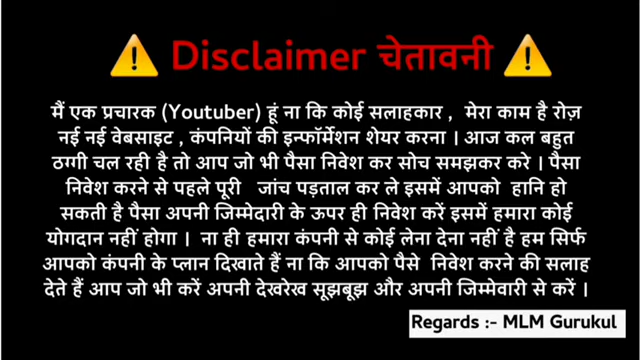 ⚠ Disclaimer चेतावनी ⚠
मैं एक प्रचारक (Youtuber) हूं ना कि कोई सलाहकार , मेरा काम है रोज़
नई नई वेबसाइट , कंपनियों की इन्फॉर्मेशन शेयर करना । आज कल बहुत
ठग्गी चल रही है तो आप जो भी पैसा निवेश कर सोच समझकर करे । पैसा
निवेश करने से पहले पूरी जांच पड़ताल कर ले इसमें आपको हानि हो
सकती है पैसा अपनी जिम्मेदारी के ऊपर ही निवेश करें इसमें हमारा कोई
योगदान नहीं होगा । ना ही हमारा कंपनी से कोई लेना देना नहीं है हम सिर्फ
आपको कंपनी के प्लान दिखाते हैं ना कि आपको पैसे निवेश करने की सलाह
देते हैं आप जो भी करें अपनी देखरेख सूझबूझ और अपनी जिम्मेवारी से करें ।
Regards :- MLM Gurukul